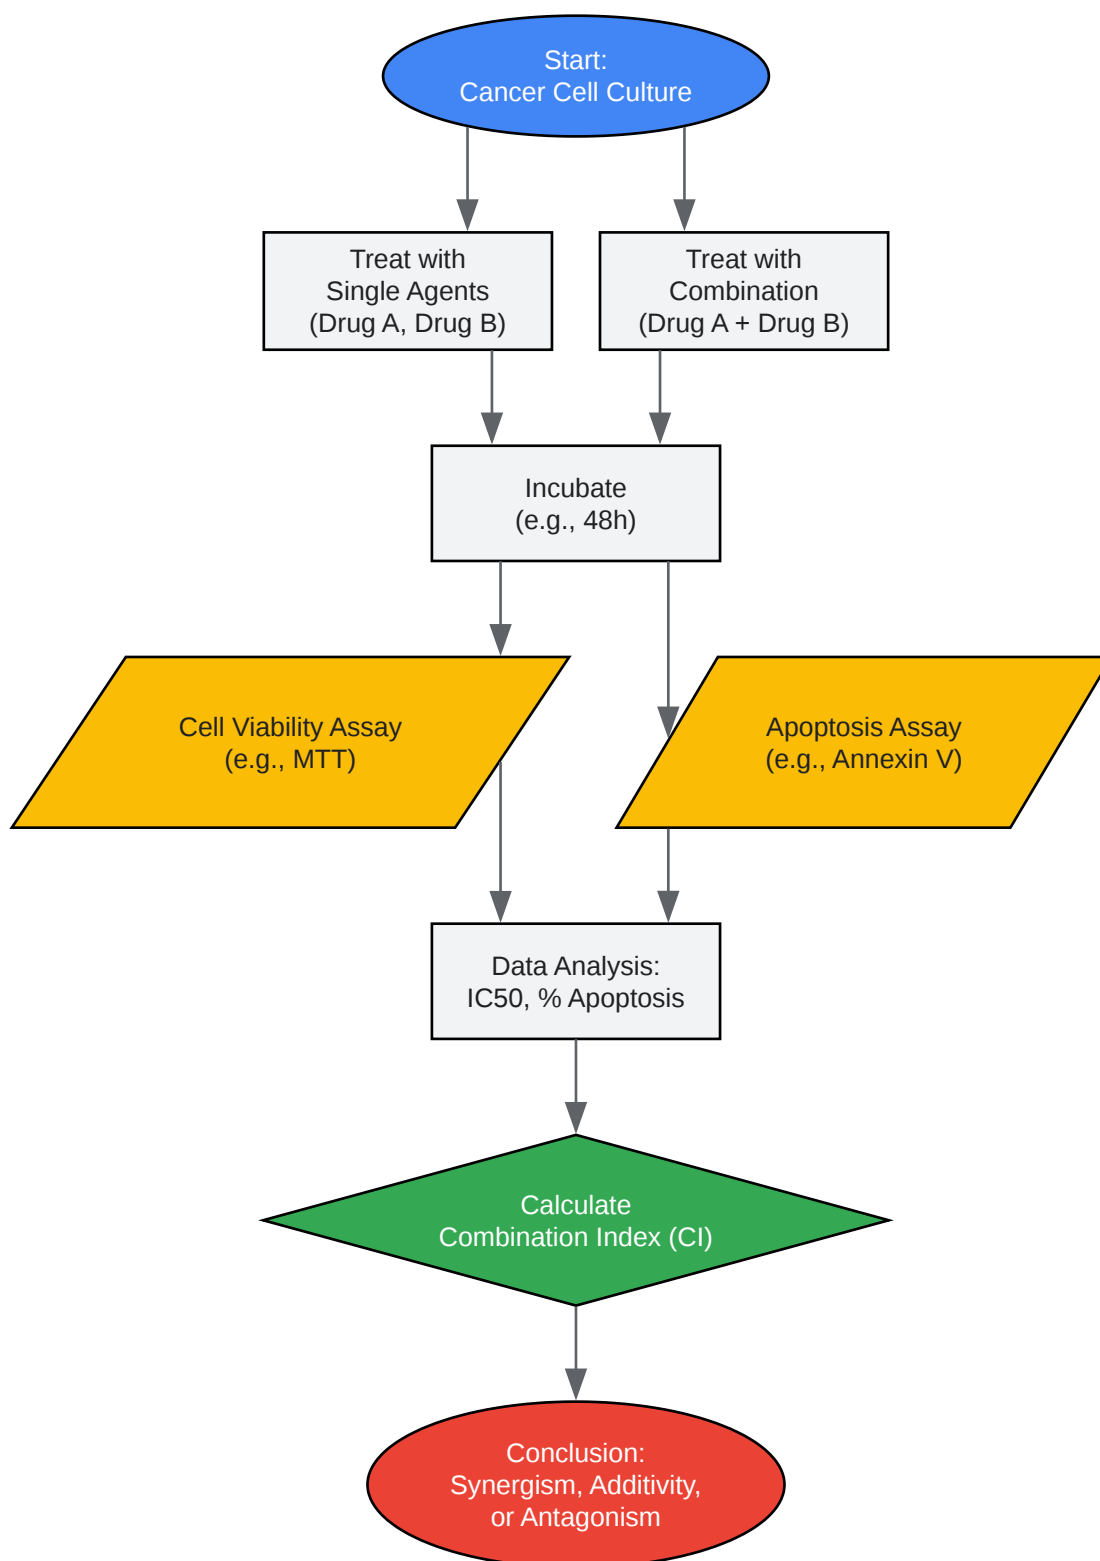 Start:
Cancer Cell Culture
Treat with
Single Agents
(Drug A, Drug B)
Treat with
Combination
(Drug A + Drug B)
Incubate
(e.g., 48h)
Cell Viability Assay
(e.g., MTT)
Apoptosis Assay
(e.g., Annexin V)
Data Analysis:
IC50, % Apoptosis
Calculate
Combination Index (CI)
Conclusion:
Synergism, Additivity,
or Antagonism